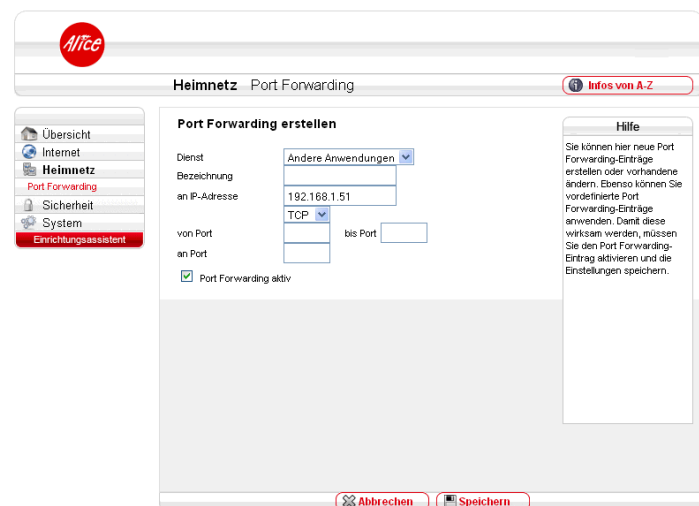 Alice
Heimnetz Port Forwarding
Infos von A-Z
Übersicht
Internet
Heimnetz
Port Forwarding
Sicherheit
System
Einrichtungsassistent
Port Forwarding erstellen
Dienst Andere Anwendungen
Bezeichnung
an IP-Adresse 192.168.1.51
TCP
von Port bis Port
an Port
Port Forwarding aktiv
Hilfe
Sie können hier neue Port
Forwarding-Einträge
erstellen oder vorhandene
ändern. Ebenso können Sie
vordefinierte Port
Forwarding-Einträge
anwenden. Damit diese
wirksam werden, müssen
Sie den Port Forwarding-
Eintrag aktivieren und die
Einstellungen speichern.
Abbrechen Speichern